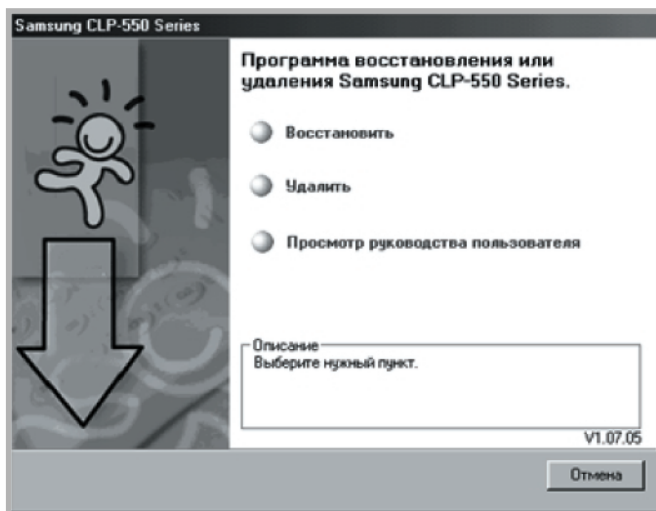 Samsung CLP-550 Series
Программа восстановления или
удаления Samsung CLP-550 Series.
Восстановить
Удалить
Просмотр руководства пользователя
Описание
Выберите нужный пункт.
V1.07.05
Отмена